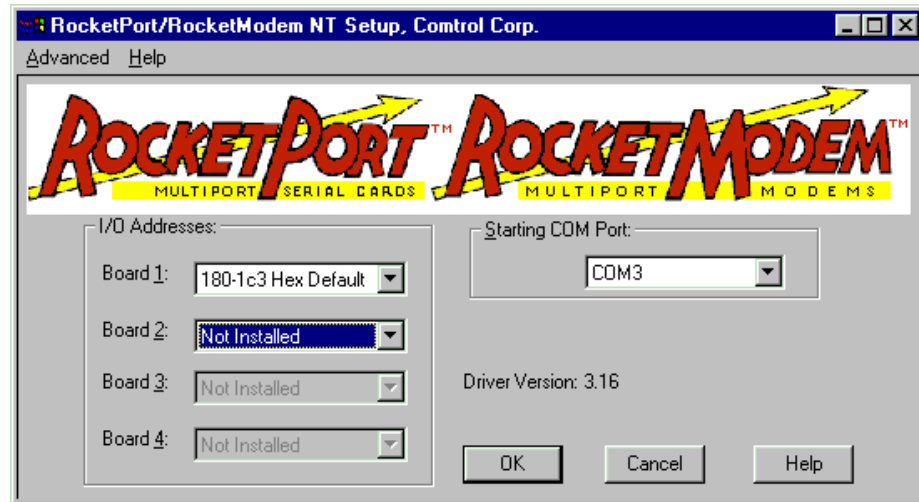 RocketPort/RocketModem NT Setup, Comtrol Corp.
Advanced Help
ROCKETPORT™ ROCKETMODEM™
MULTIPORT SERIAL CARDS MULTIPORT MODEMS
I/O Addresses:
Board 1: 180-1c3 Hex Default
Board 2: Not Installed
Board 3: Not Installed
Board 4: Not Installed
Starting COM Port:
COM3
Driver Version: 3.16
OK Cancel Help